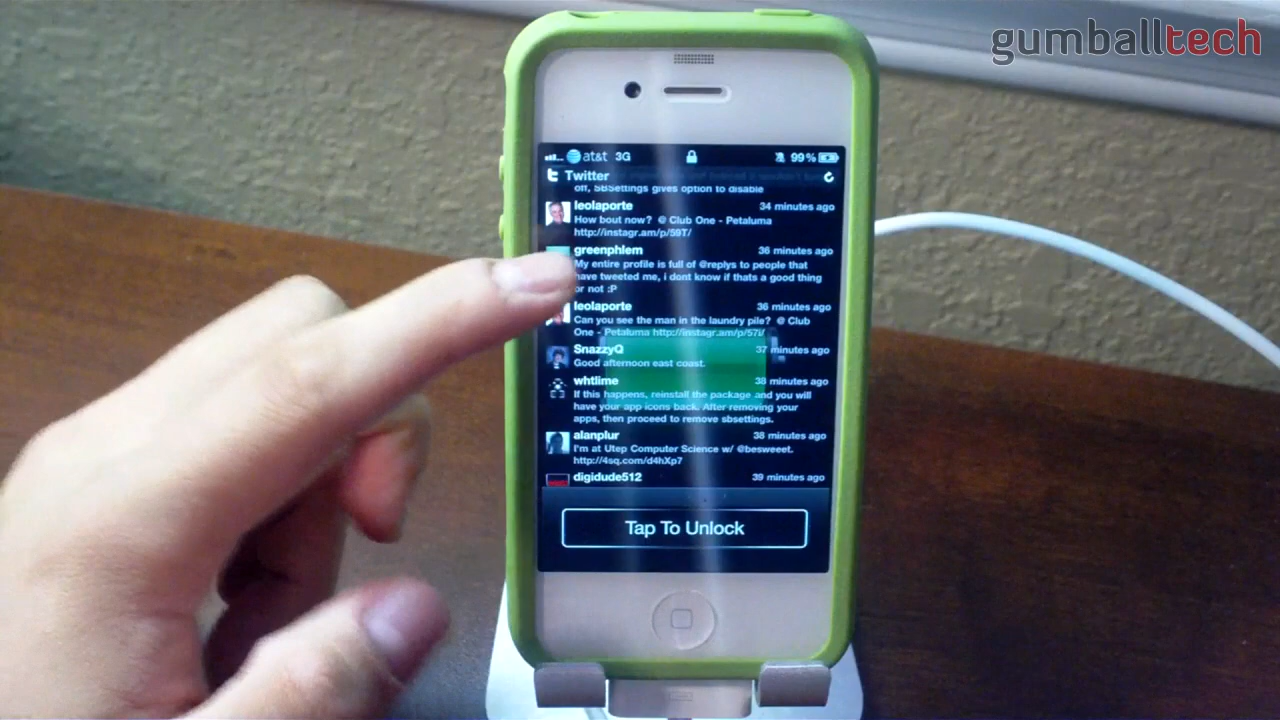 gumballtech
at&t 3G 99%
Twitter
off, SBSettings gives option to disable
leolaporte 34 minutes ago
How bout now? @ Club One - Petaluma
http://instagr.am/p/59T/
greenphlem 36 minutes ago
My entire profile is full of @replys to people that
have tweeted me, i dont know if thats a good thing
or not :P
leolaporte 36 minutes ago
Can you see the man in the laundry pile? @ Club
One - Petaluma http://instagr.am/p/57i/
SnazzyQ 37 minutes ago
Good afternoon east coast.
whtlime 38 minutes ago
If this happens, reinstall the package and you will
have your app icons back. After removing your
apps, then proceed to remove sbsettings.
alanplur 38 minutes ago
I'm at Utep Computer Science w/ @besweeet.
http://4sq.com/d4hXp7
digidude512 39 minutes ago
Tap To Unlock